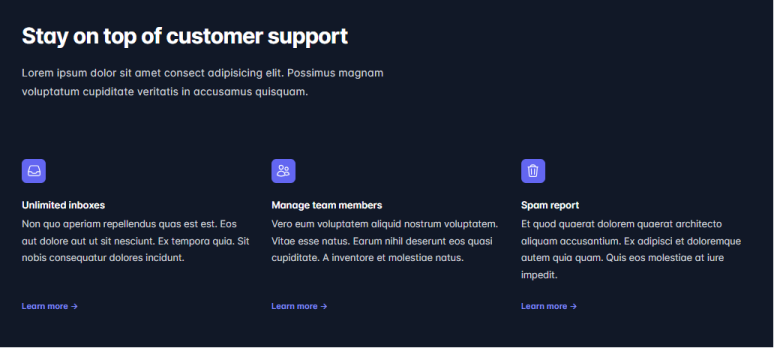 Stay on top of customer support
Lorem ipsum dolor sit amet consect adipisicing elit. Possimus magnam
voluptatum cupiditate veritatis in accusamus quisquam.
Unlimited inboxes
Non quo aperiam repellendus quas est est. Eos
aut dolore aut ut sit nesciunt. Ex tempora quia. Sit
nobis consequatur dolores incidunt.
Learn more →
Manage team members
Vero eum voluptatem aliquid nostrum voluptatem.
Vitae esse natus. Earum nihil deserunt eos quasi
cupiditate. A inventore et molestiae natus.
Learn more →
Spam report
Et quod quaerat dolorem quaerat architecto
aliquam accusantium. Ex adipisci et doloremque
autem quia quam. Quis eos molestiae at iure
impedit.
Learn more →